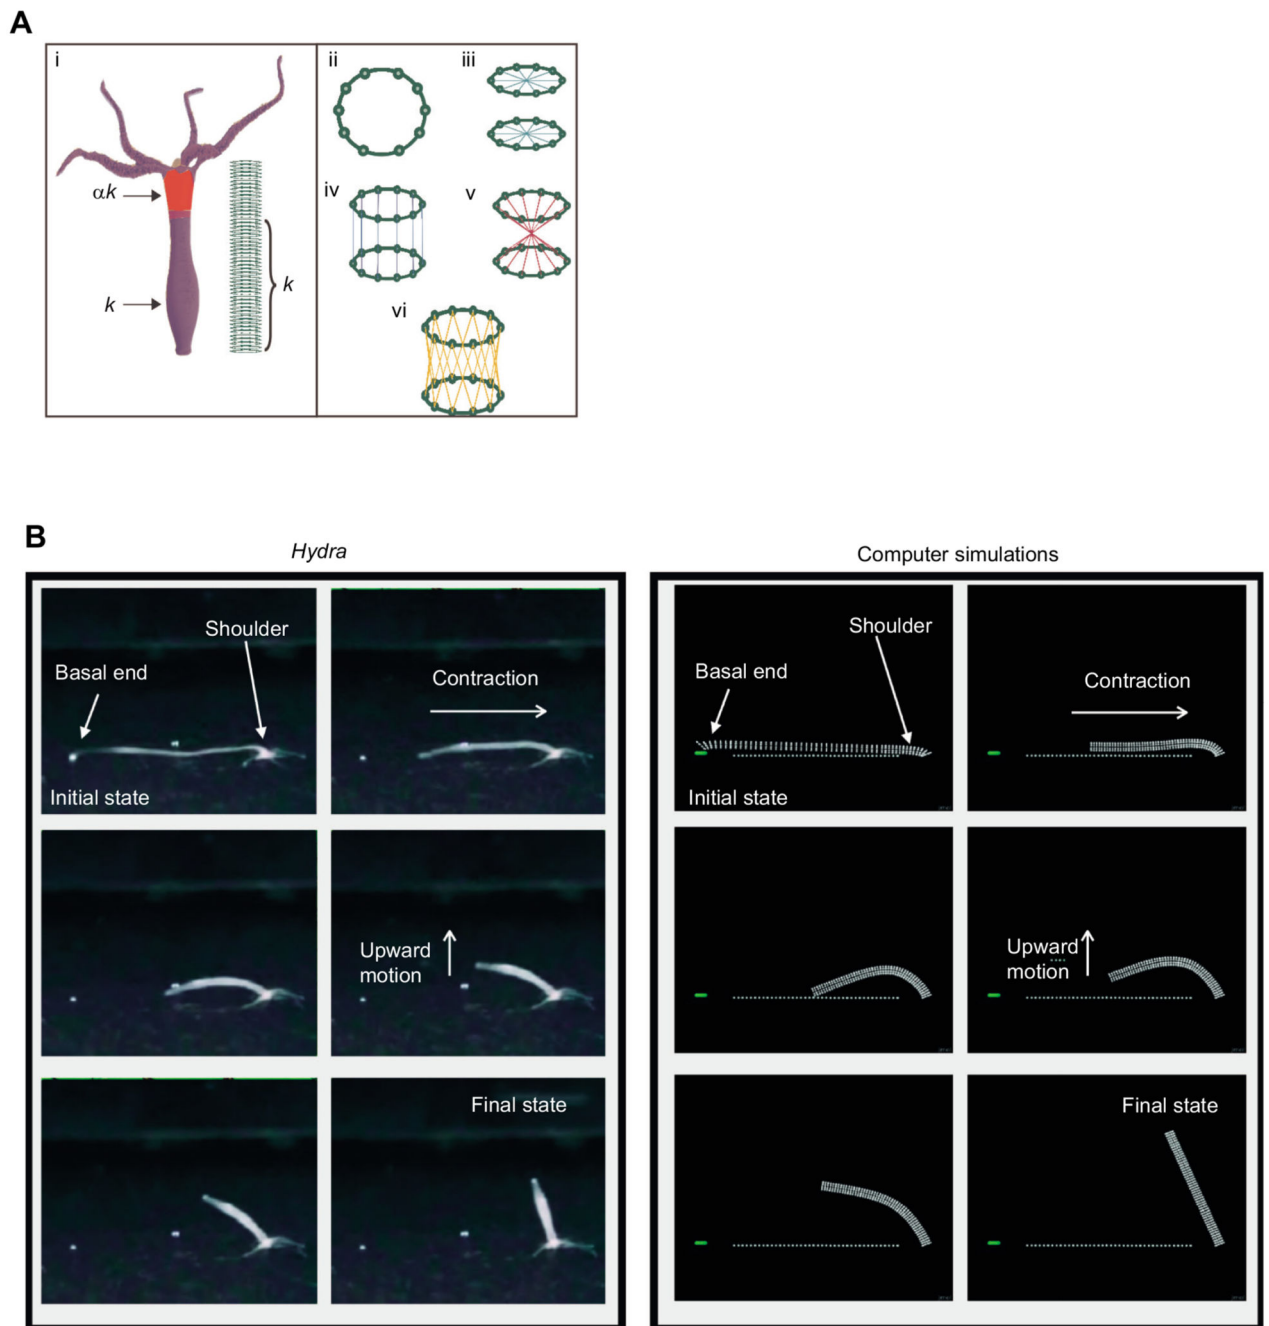 A
i
ii
iii
αk
iv
v
k
k
vi
B
Hydra
Computer simulations
Shoulder
Basal end
Contraction
Initial state
Shoulder
Basal end
Contraction
Initial state
Upward
motion
Upward
motion
Final state
Final state